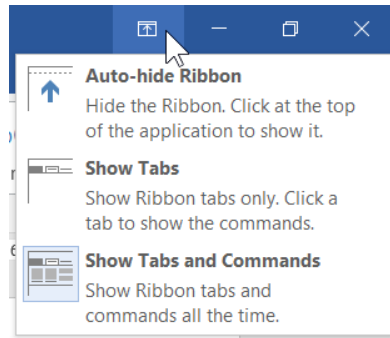 Auto-hide Ribbon
Hide the Ribbon. Click at the top
of the application to show it.
Show Tabs
Show Ribbon tabs only. Click a
tab to show the commands.
Show Tabs and Commands
Show Ribbon tabs and
commands all the time.